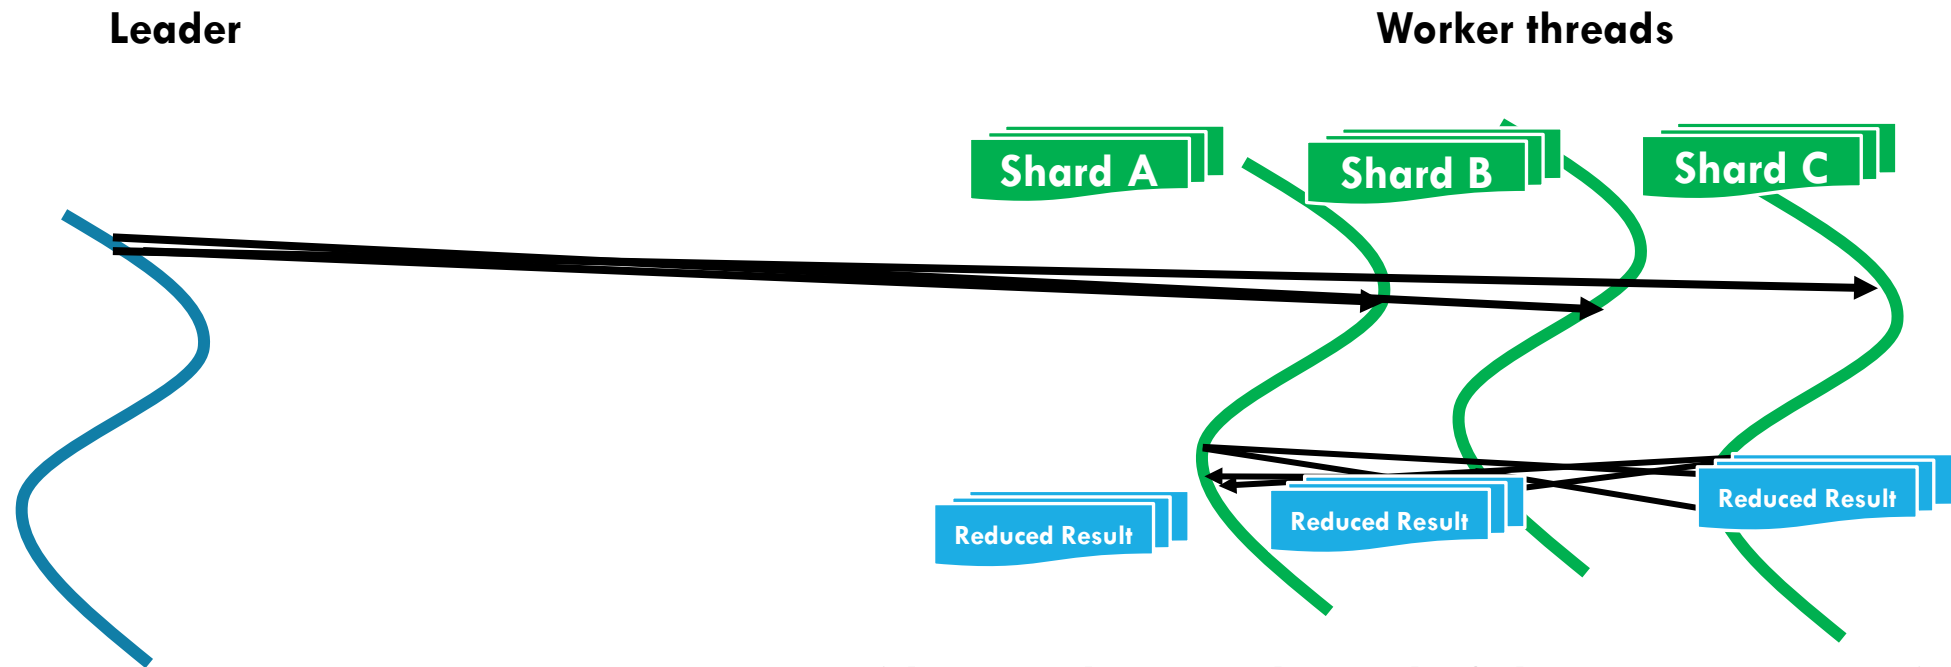 Leader
Worker threads
Shard A
Shard B
Shard C
Reduced Result
Reduced Result
Reduced Result